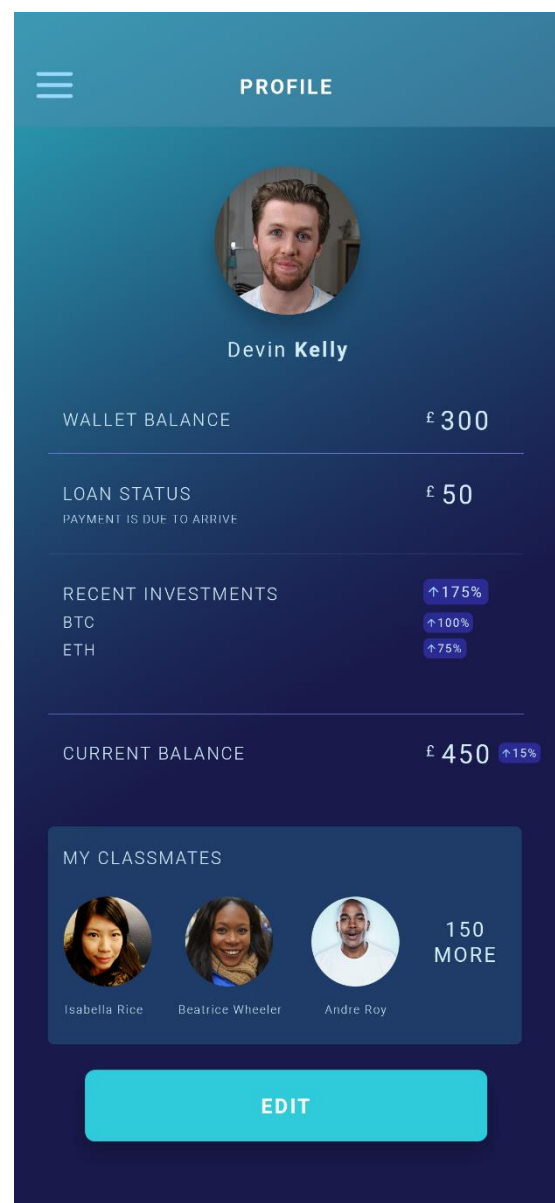 PROFILE
Devin Kelly
WALLET BALANCE £300
LOAN STATUS £ 50
PAYMENT IS DUE TO ARRIVE
RECENT INVESTMENTS ↑175%
BTC ↑100%
ETH ↑75%
CURRENT BALANCE £ 450 ↑15%
MY CLASSMATES
150
MORE
Isabella Rice Beatrice Wheeler Andre Roy
EDIT